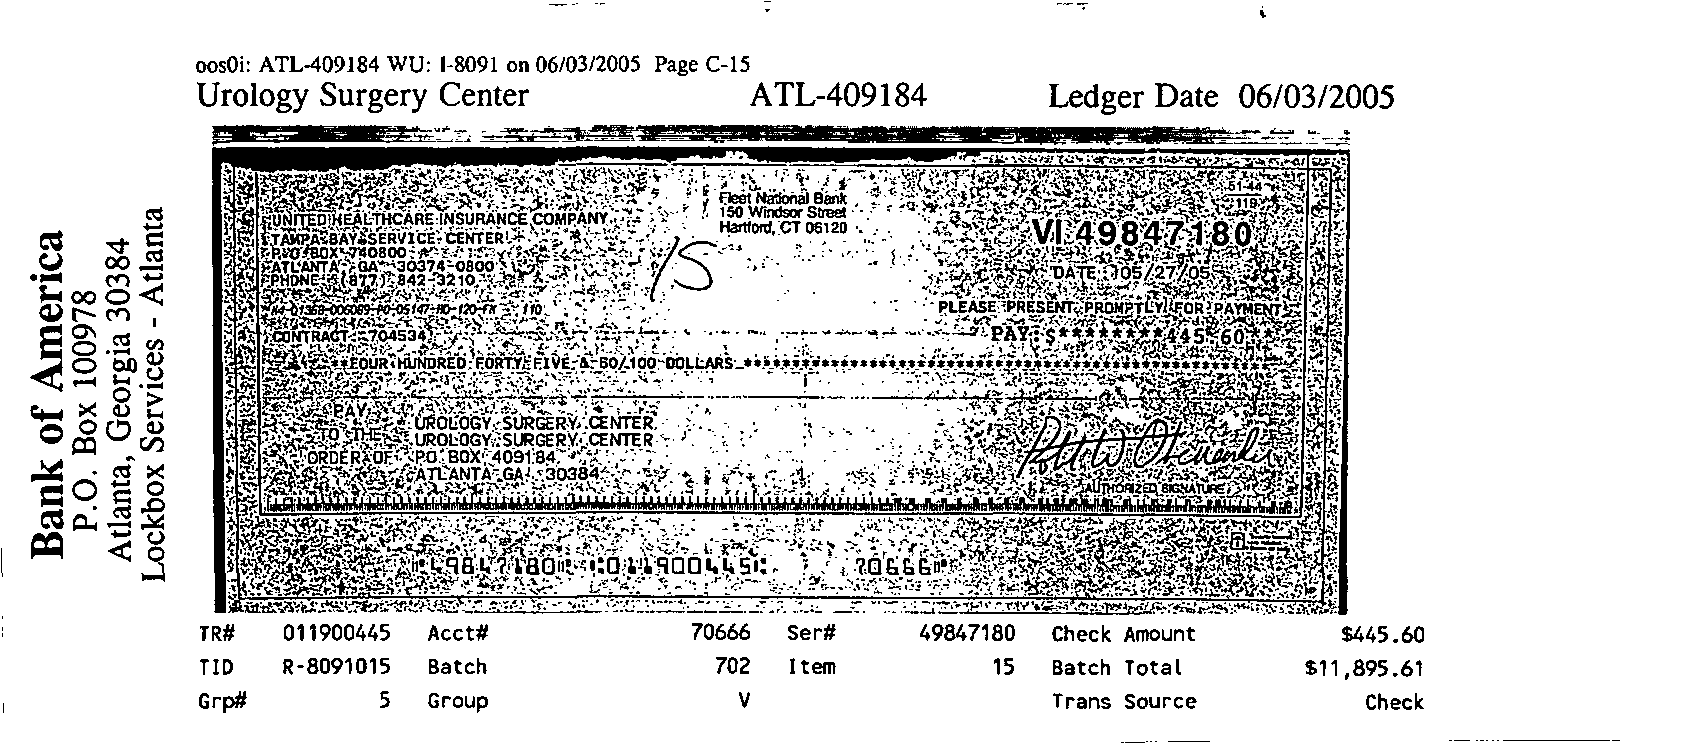 oos0i: ATL-409184 WU: I-8091 on 06/03/2005 Page C-15
Urology Surgery Center ATL-409184 Ledger Date 06/03/2005
Bank of America
P.O. Box 100978
Atlanta, Georgia 30384
Lockbox Services - Atlanta
51-44
119
Fleet National Bank
150 Windsor Street
Hartford, CT 06120
UNITED HEALTHCARE INSURANCE COMPANY
TAMPA BAY SERVICE CENTER
P O BOX 740800
ATLANTA GA 30374-0800
PHONE: (877) 842-3210
15
VI 49847180
DATE: 05/27/05
PLEASE PRESENT PROMPTLY FOR PAYMENT
CONTRACT: 704534
PAY $********445.60**
**FOUR HUNDRED FORTY FIVE & 60/100 DOLLARS
PAY
TO THE
ORDER OF
UROLOGY SURGERY CENTER
UROLOGY SURGERY CENTER
PO BOX 409184
ATLANTA GA 30384
AUTHORIZED SIGNATURE
⑈49847180⑈ ⑆011900445⑆ 70666⑈
TR# 011900445 Acct# 70666 Ser# 49847180 Check Amount $445.60
TID R-8091015 Batch 702 Item 15 Batch Total $11,895.61
Grp# 5 Group V Trans Source Check